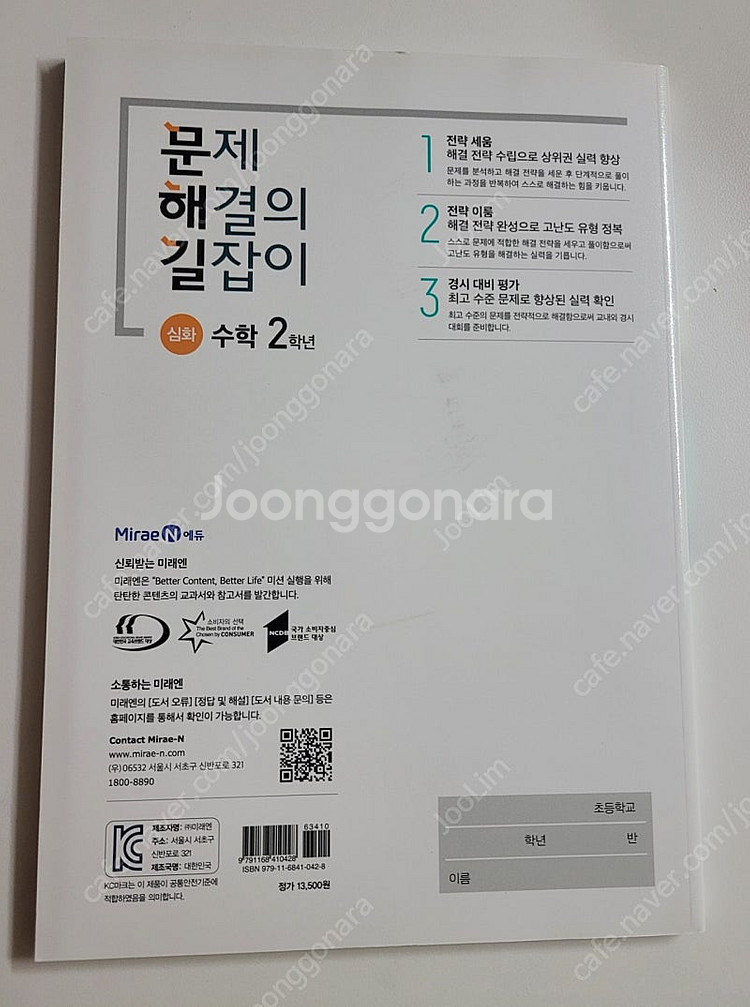 문제
해결의
길잡이
심화 수학 2학년
1 전략 세움
해결 전략 수립으로 상위권 실력 향상
문제를 분석하고 해결 전략을 세운 후 단계적으로 풀이
하는 과정을 반복하여 스스로 해결하는 힘을 키웁니다.
2 전략 이룸
해결 전략 완성으로 고난도 유형 정복
스스로 문제에 적합한 해결 전략을 세우고 풀이함으로써
고난도 유형을 해결하는 실력을 기릅니다.
3 경시 대비 평가
최고 수준 문제로 향상된 실력 확인
최고 수준의 문제를 전략적으로 해결함으로써 교내외 경시
대회를 준비합니다.
Joonggonara
Mirae N 에듀
신뢰받는 미래엔
미래엔은 "Better Content, Better Life" 미션 실행을 위해
탄탄한 콘텐츠의 교과서와 참고서를 발간합니다.
소비자의 선택
The Best Brand of the
Chosen by CONSUMER
NCDB 국가 소비자중심
브랜드 대상
소통하는 미래엔
미래엔의 [도서 오류] [정답 및 해설] [도서 내용 문의] 등은
홈페이지를 통해서 확인이 가능합니다.
Contact Mirae-N
www.mirae-n.com
(우)06532 서울시 서초구 신반포로 321
1800-8890
KC
제조자명: ㈜미래엔
주소: 서울시 서초구
신반포로 321
제조국명: 대한민국
KC마크는 이 제품이 공통안전기준에
적합하였음을 의미합니다.
63410
9 791168 410428
ISBN 979-11-6841-042-8
정가 13,500원
초등학교
학년 반
이름
cafe.naver.com/joonggonara
JooLim